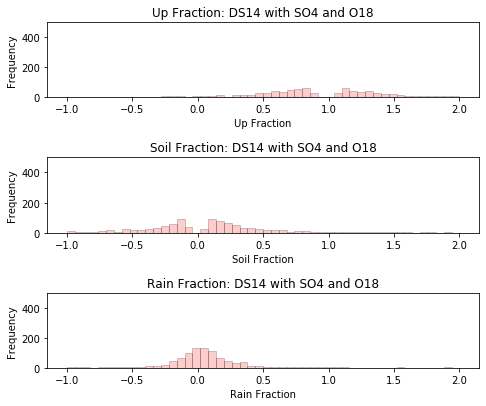 Up Fraction: DS14 with SO4 and O18
400
200
0
Frequency
−1.0 −0.5 0.0 0.5 1.0 1.5 2.0
Up Fraction
Soil Fraction: DS14 with SO4 and O18
400
200
0
Frequency
−1.0 −0.5 0.0 0.5 1.0 1.5 2.0
Soil Fraction
Rain Fraction: DS14 with SO4 and O18
400
200
0
Frequency
−1.0 −0.5 0.0 0.5 1.0 1.5 2.0
Rain Fraction